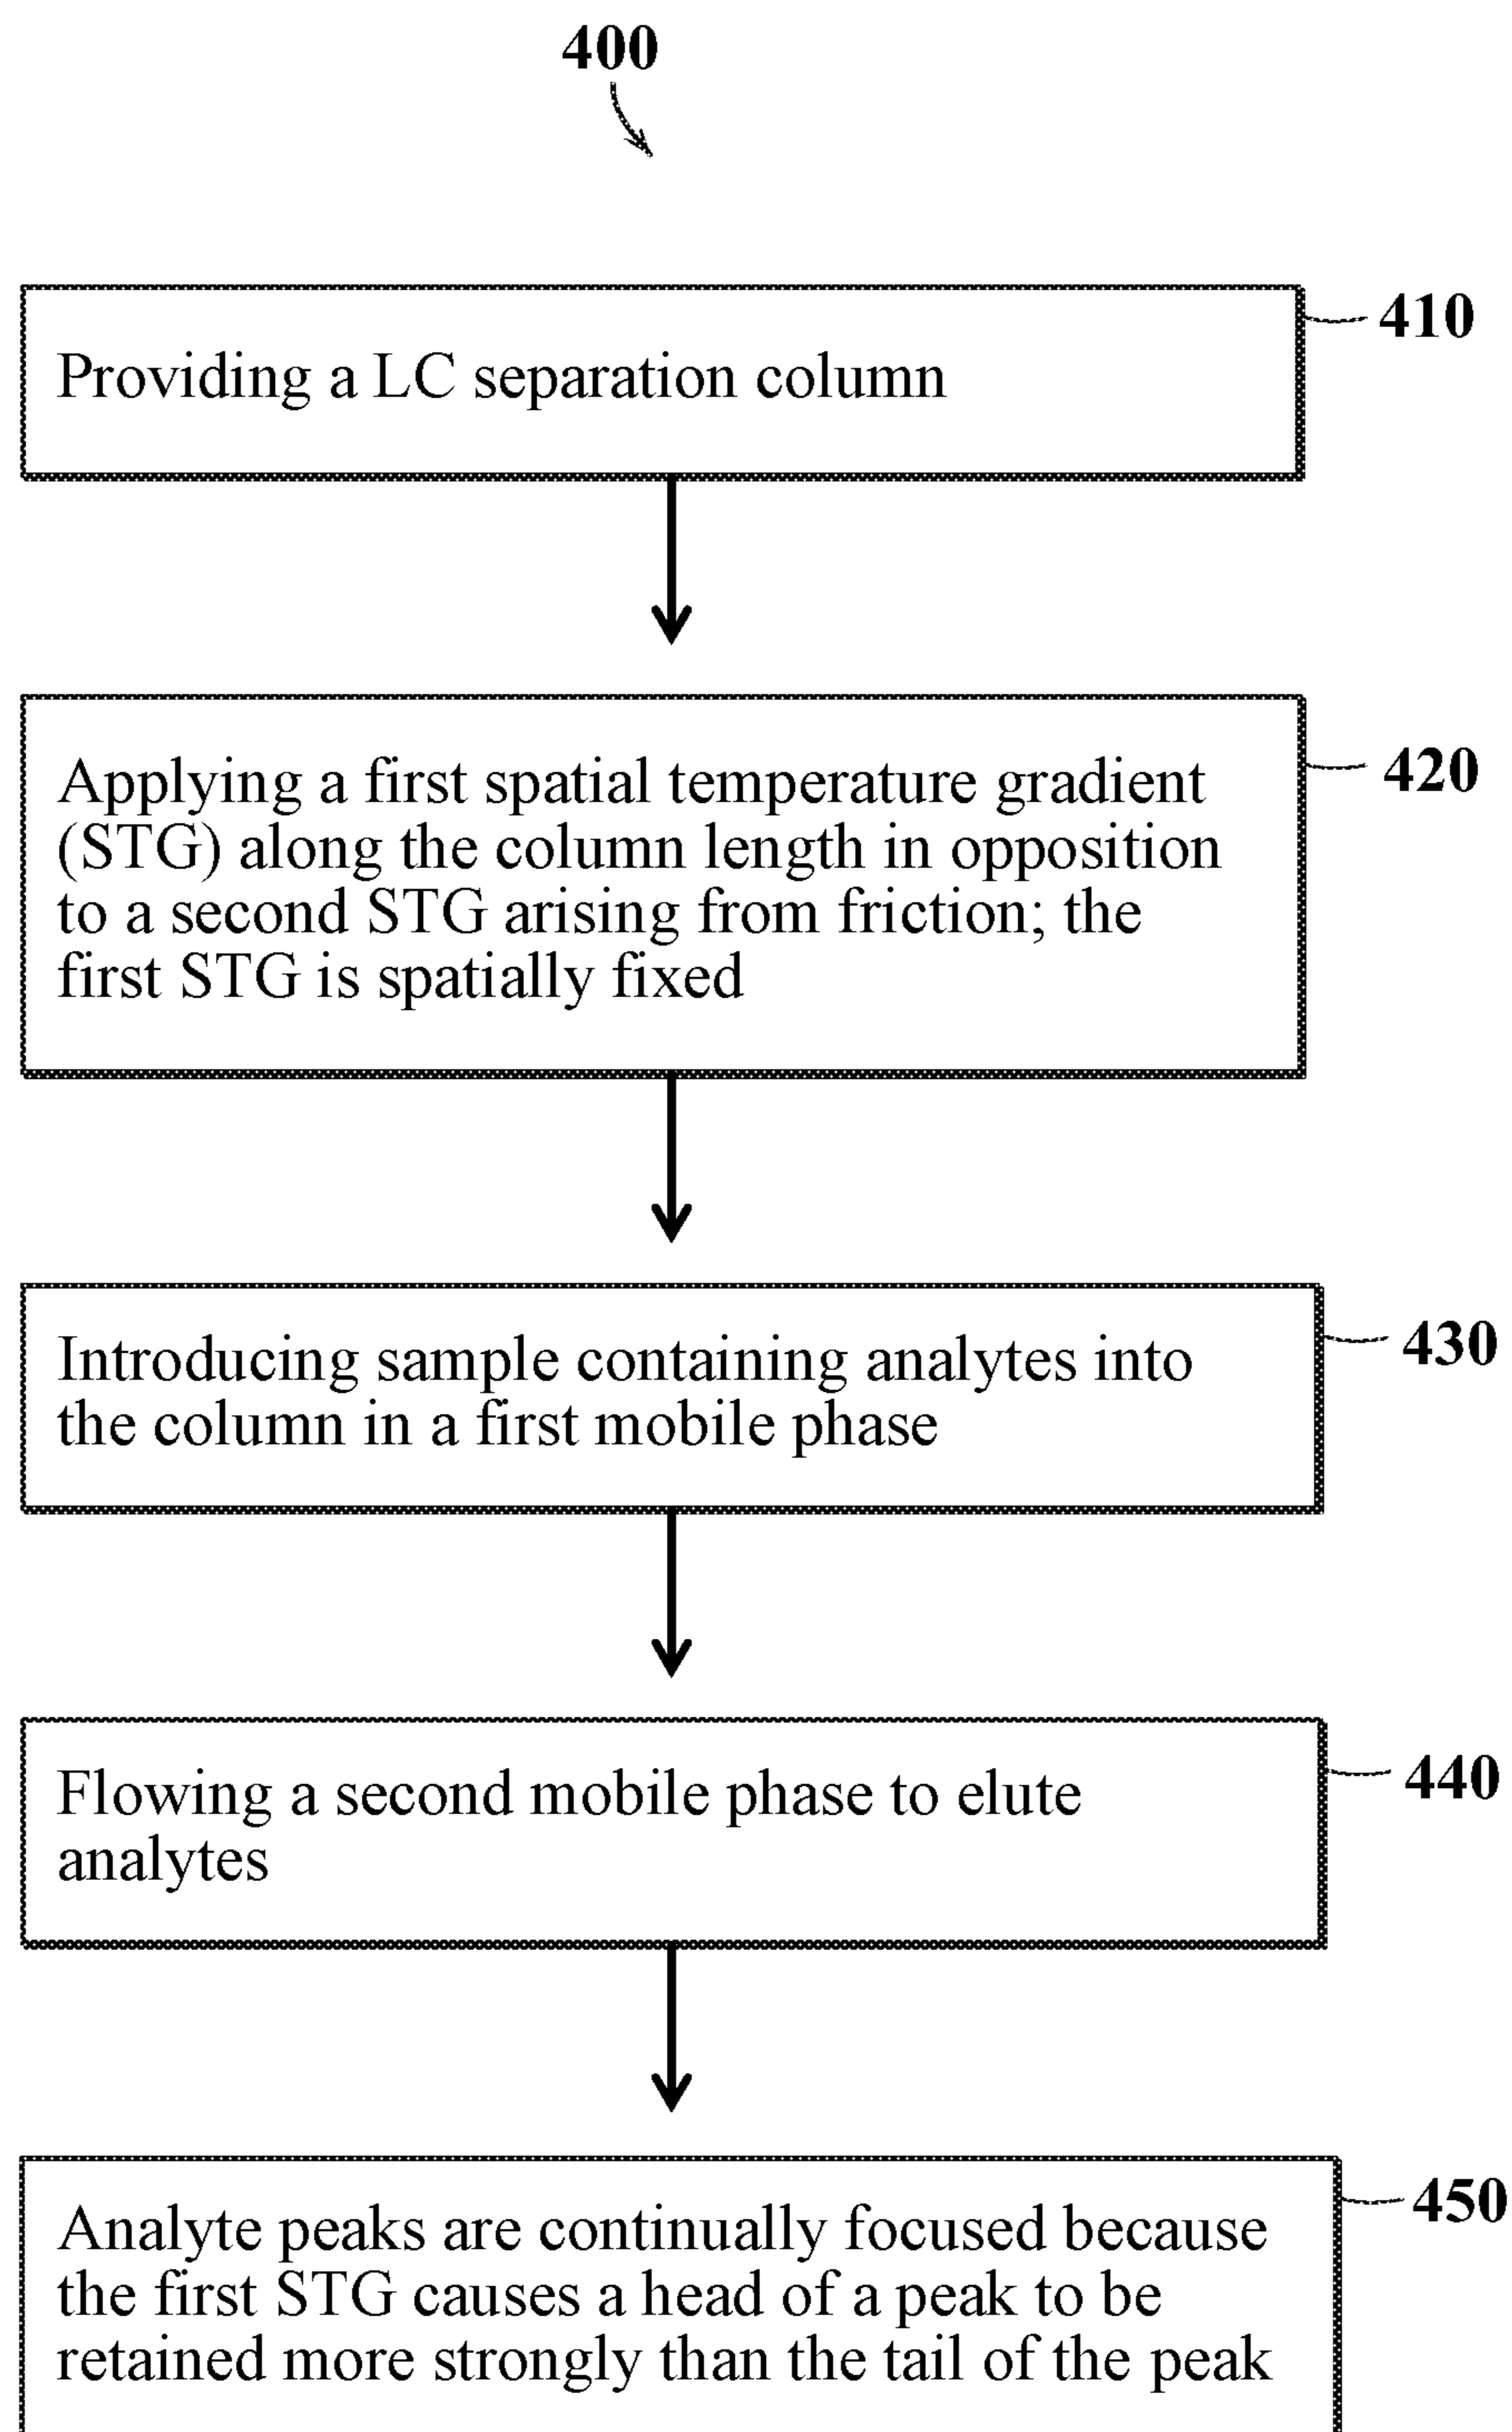 400
410
Providing a LC separation column
420
Applying a first spatial temperature gradient
(STG) along the column length in opposition
to a second STG arising from friction; the
first STG is spatially fixed
430
Introducing sample containing analytes into
the column in a first mobile phase
440
Flowing a second mobile phase to elute
analytes
450
Analyte peaks are continually focused because
the first STG causes a head of a peak to be
retained more strongly than the tail of the peak